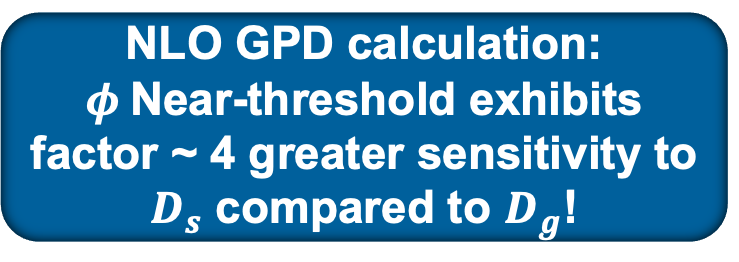 NLO GPD calculation:
𝝓 Near-threshold exhibits
factor ~ 4 greater sensitivity to
𝑫ₛ compared to 𝑫_g!